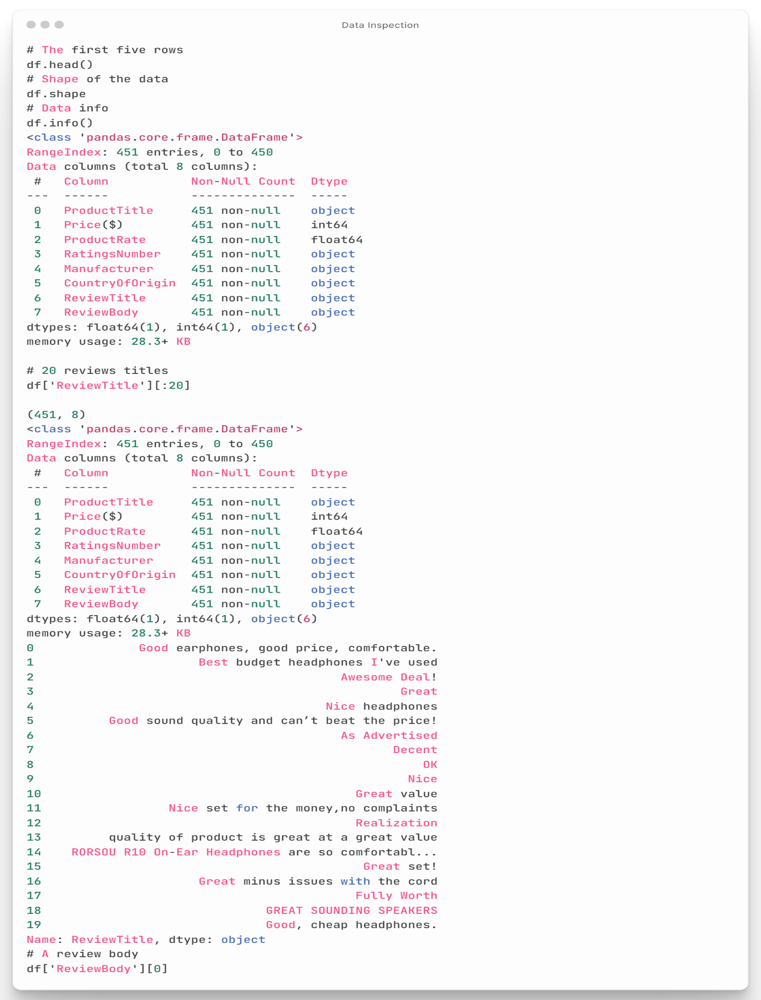 Data Inspection
# The first five rows
df.head()
# Shape of the data
df.shape
# Data info
df.info()
<class 'pandas.core.frame.DataFrame'>
RangeIndex: 451 entries, 0 to 450
Data columns (total 8 columns):
 #   Column           Non-Null Count  Dtype
---  ------           --------------  -----
 0   ProductTitle     451 non-null    object
 1   Price($)         451 non-null    int64
 2   ProductRate      451 non-null    float64
 3   RatingsNumber    451 non-null    object
 4   Manufacturer     451 non-null    object
 5   CountryOfOrigin  451 non-null    object
 6   ReviewTitle      451 non-null    object
 7   ReviewBody       451 non-null    object
dtypes: float64(1), int64(1), object(6)
memory usage: 28.3+ KB

# 20 reviews titles
df['ReviewTitle'][:20]

(451, 8)
<class 'pandas.core.frame.DataFrame'>
RangeIndex: 451 entries, 0 to 450
Data columns (total 8 columns):
 #   Column           Non-Null Count  Dtype
---  ------           --------------  -----
 0   ProductTitle     451 non-null    object
 1   Price($)         451 non-null    int64
 2   ProductRate      451 non-null    float64
 3   RatingsNumber    451 non-null    object
 4   Manufacturer     451 non-null    object
 5   CountryOfOrigin  451 non-null    object
 6   ReviewTitle      451 non-null    object
 7   ReviewBody       451 non-null    object
dtypes: float64(1), int64(1), object(6)
memory usage: 28.3+ KB
0              Good earphones, good price, comfortable.
1                      Best budget headphones I've used
2                                         Awesome Deal!
3                                                 Great
4                                       Nice headphones
5          Good sound quality and can’t beat the price!
6                                         As Advertised
7                                                Decent
8                                                    OK
9                                                  Nice
10                                          Great value
11                 Nice set for the money,no complaints
12                                          Realization
13         quality of product is great at a great value
14    RORSOU R10 On-Ear Headphones are so comfortabl...
15                                           Great set!
16                     Great minus issues with the cord
17                                          Fully Worth
18                              GREAT SOUNDING SPEAKERS
19                              Good, cheap headphones.
Name: ReviewTitle, dtype: object
# A review body
df['ReviewBody'][0]